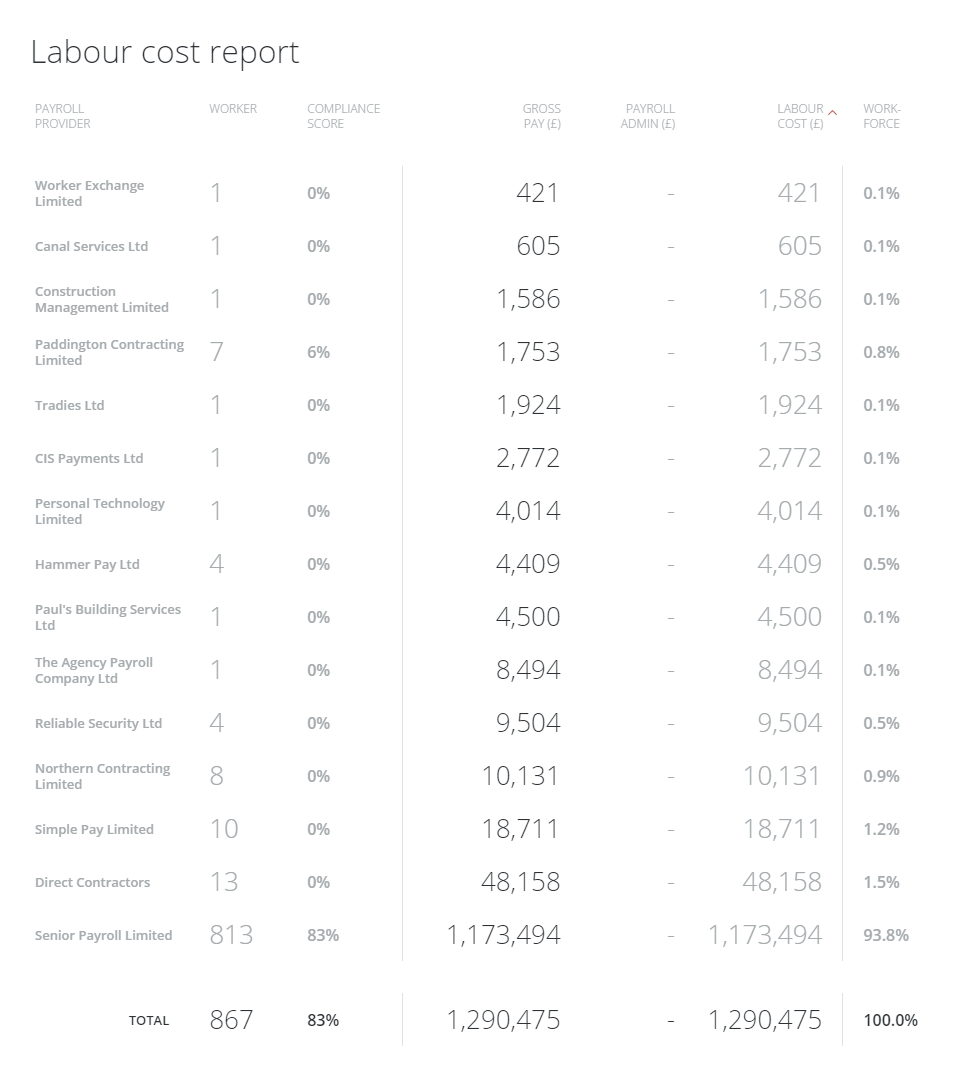 Labour cost report
PAYROLL PROVIDER WORKER COMPLIANCE SCORE GROSS PAY (£) PAYROLL ADMIN (£) LABOUR COST (£) WORK-FORCE
Worker Exchange Limited 1 0% 421 - 421 0.1%
Canal Services Ltd 1 0% 605 - 605 0.1%
Construction Management Limited 1 0% 1,586 - 1,586 0.1%
Paddington Contracting Limited 7 6% 1,753 - 1,753 0.8%
Tradies Ltd 1 0% 1,924 - 1,924 0.1%
CIS Payments Ltd 1 0% 2,772 - 2,772 0.1%
Personal Technology Limited 1 0% 4,014 - 4,014 0.1%
Hammer Pay Ltd 4 0% 4,409 - 4,409 0.5%
Paul's Building Services Ltd 1 0% 4,500 - 4,500 0.1%
The Agency Payroll Company Ltd 1 0% 8,494 - 8,494 0.1%
Reliable Security Ltd 4 0% 9,504 - 9,504 0.5%
Northern Contracting Limited 8 0% 10,131 - 10,131 0.9%
Simple Pay Limited 10 0% 18,711 - 18,711 1.2%
Direct Contractors 13 0% 48,158 - 48,158 1.5%
Senior Payroll Limited 813 83% 1,173,494 - 1,173,494 93.8%
TOTAL 867 83% 1,290,475 - 1,290,475 100.0%